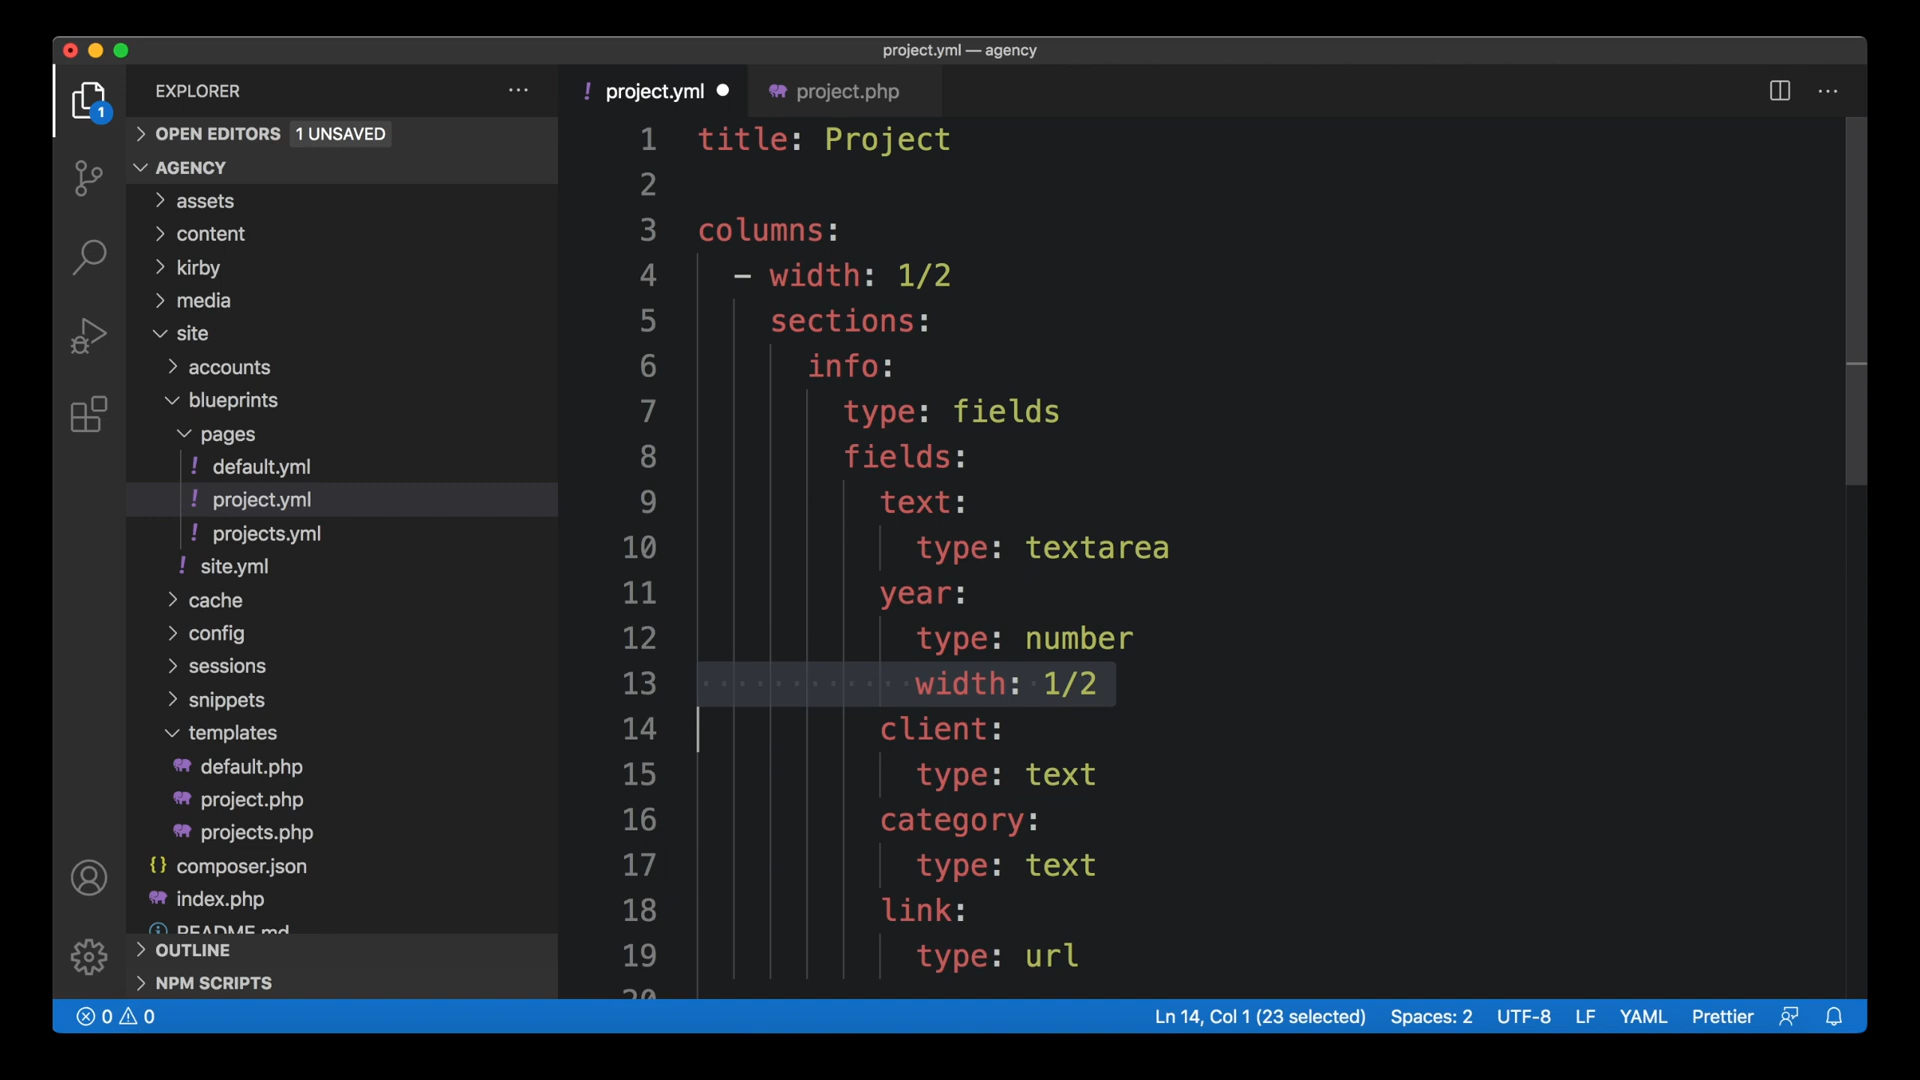 project.yml — agency
EXPLORER
1
OPEN EDITORS 1 UNSAVED
AGENCY
assets
content
kirby
media
site
accounts
blueprints
pages
! default.yml
! project.yml
! projects.yml
! site.yml
cache
config
sessions
snippets
templates
default.php
project.php
projects.php
{} composer.json
index.php
README.md
OUTLINE
NPM SCRIPTS
! project.yml
project.php
1 title: Project
2
3 columns:
4 - width: 1/2
5 sections:
6 info:
7 type: fields
8 fields:
9 text:
10 type: textarea
11 year:
12 type: number
13 width: 1/2
14 client:
15 type: text
16 category:
17 type: text
18 link:
19 type: url
20
0 0
Ln 14, Col 1 (23 selected) Spaces: 2 UTF-8 LF YAML Prettier